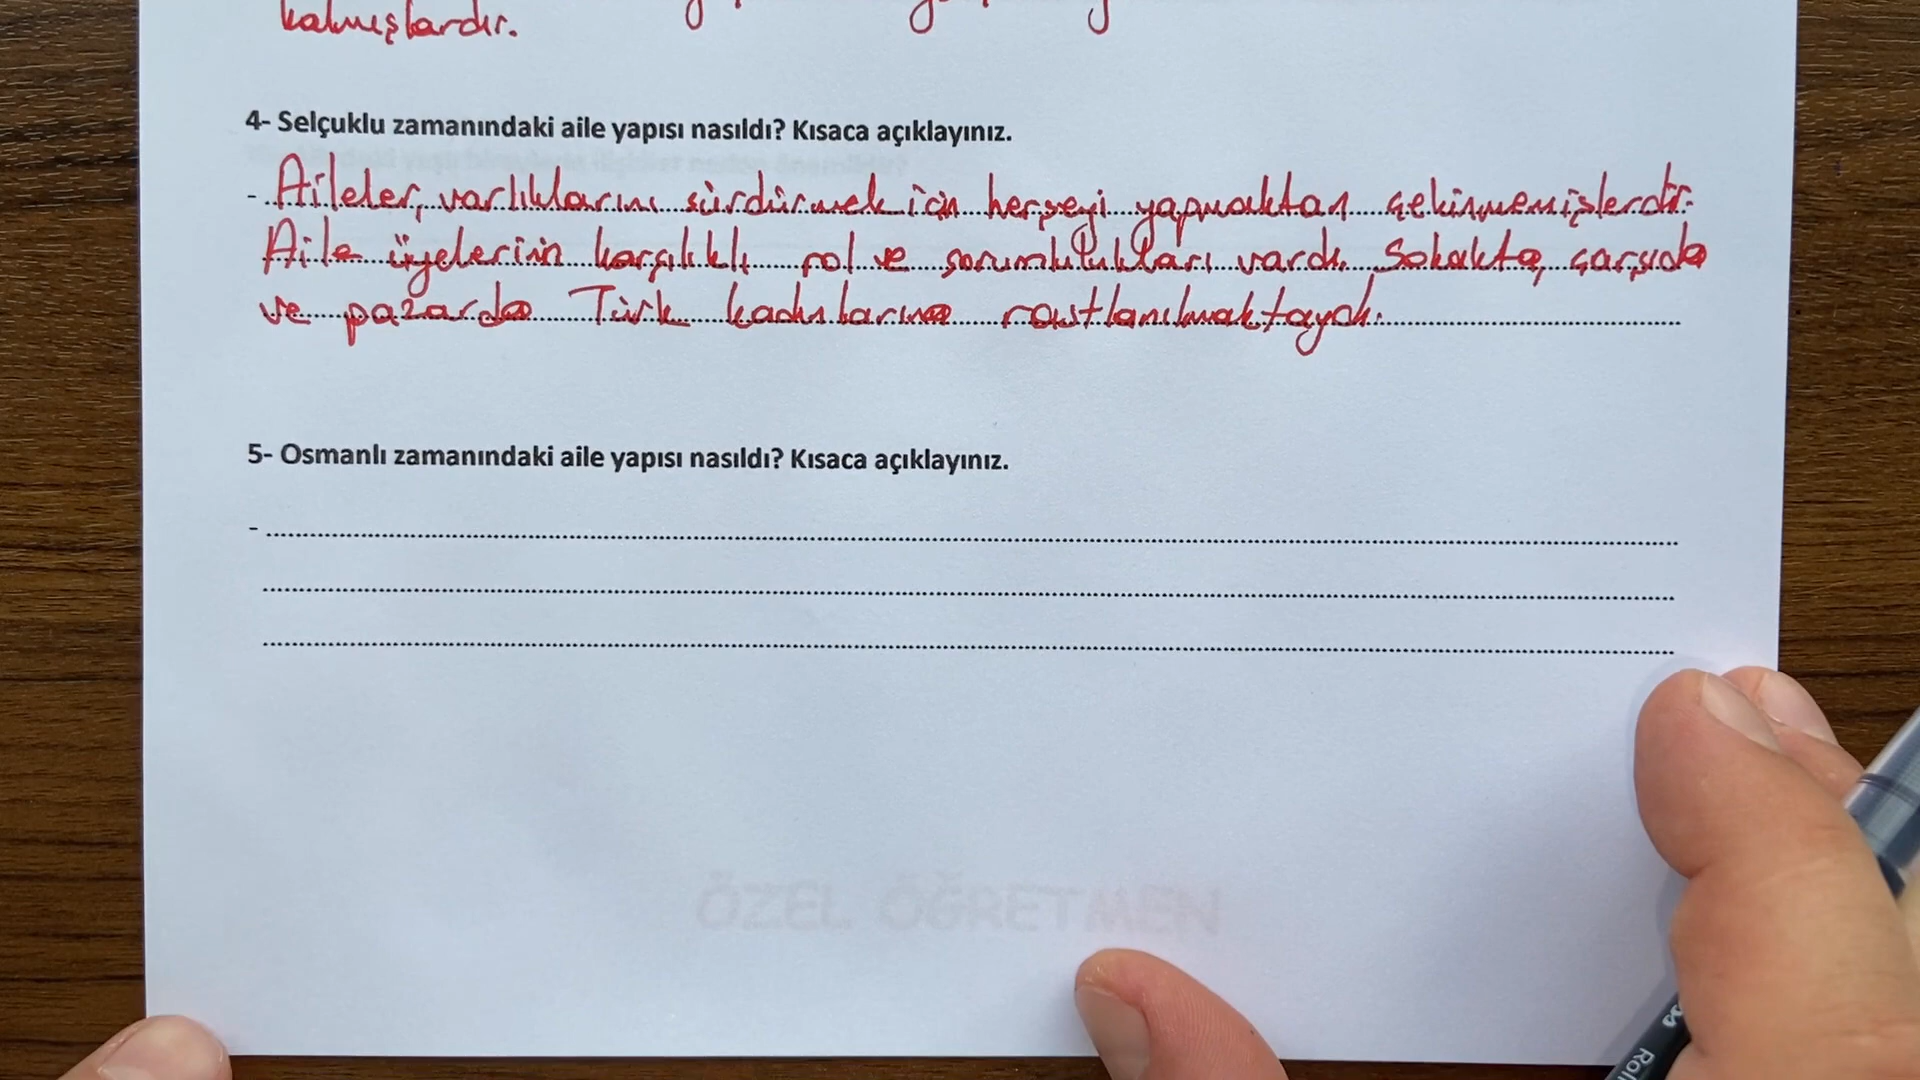 kalmışlardır.
4- Selçuklu zamanındaki aile yapısı nasıldı? Kısaca açıklayınız.
- Aileler, varlıklarını sürdürmek için herşeyi yapmaktan çekinmemişlerdir.
Aile üyelerinin karşılıklı rol ve sorumlulukları vardı. Sokakta, çarşıda
ve pazarda Türk kadınlarına rastlanılmaktaydı.
5- Osmanlı zamanındaki aile yapısı nasıldı? Kısaca açıklayınız.
-
ÖZEL ÖĞRETMEN